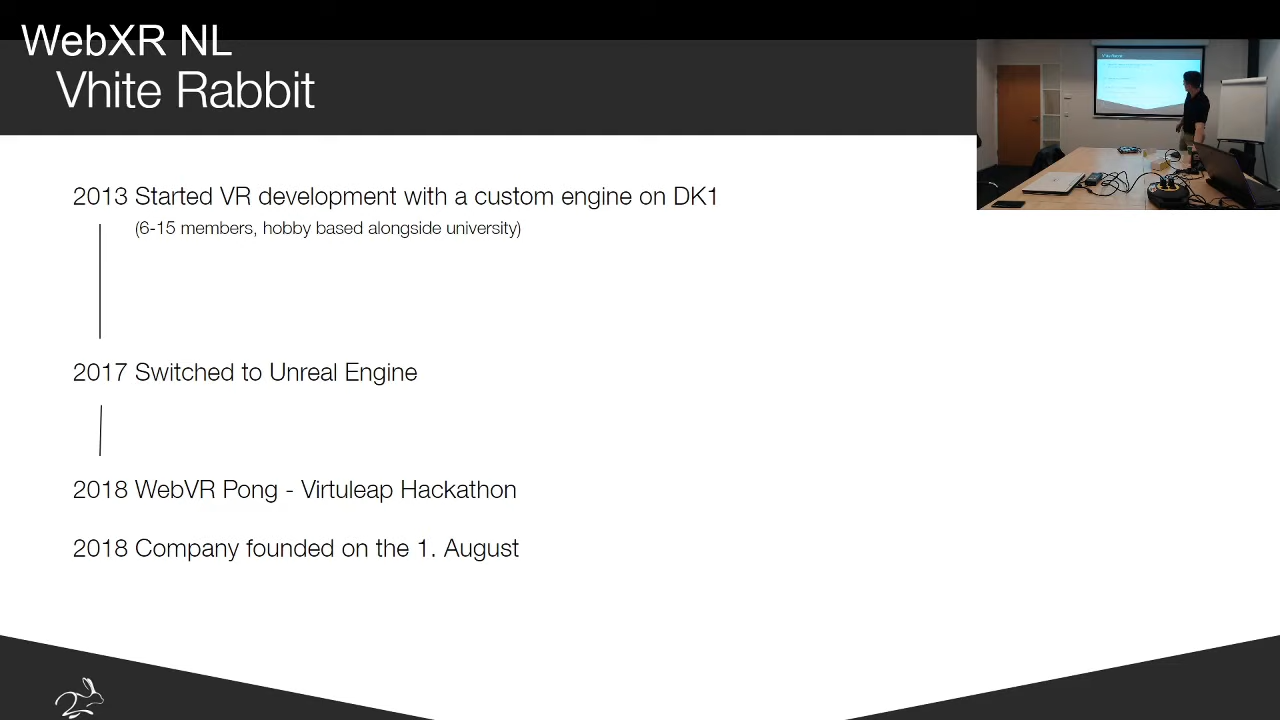 WebXR NL
Vhite Rabbit
2013 Started VR development with a custom engine on DK1
(6-15 members, hobby based alongside university)
2017 Switched to Unreal Engine
2018 WebVR Pong - Virtuleap Hackathon
2018 Company founded on the 1. August